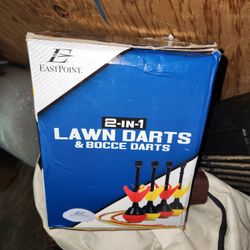 EASTPOINT
2-IN-1
LAWN DARTS
& BOCCE DARTS